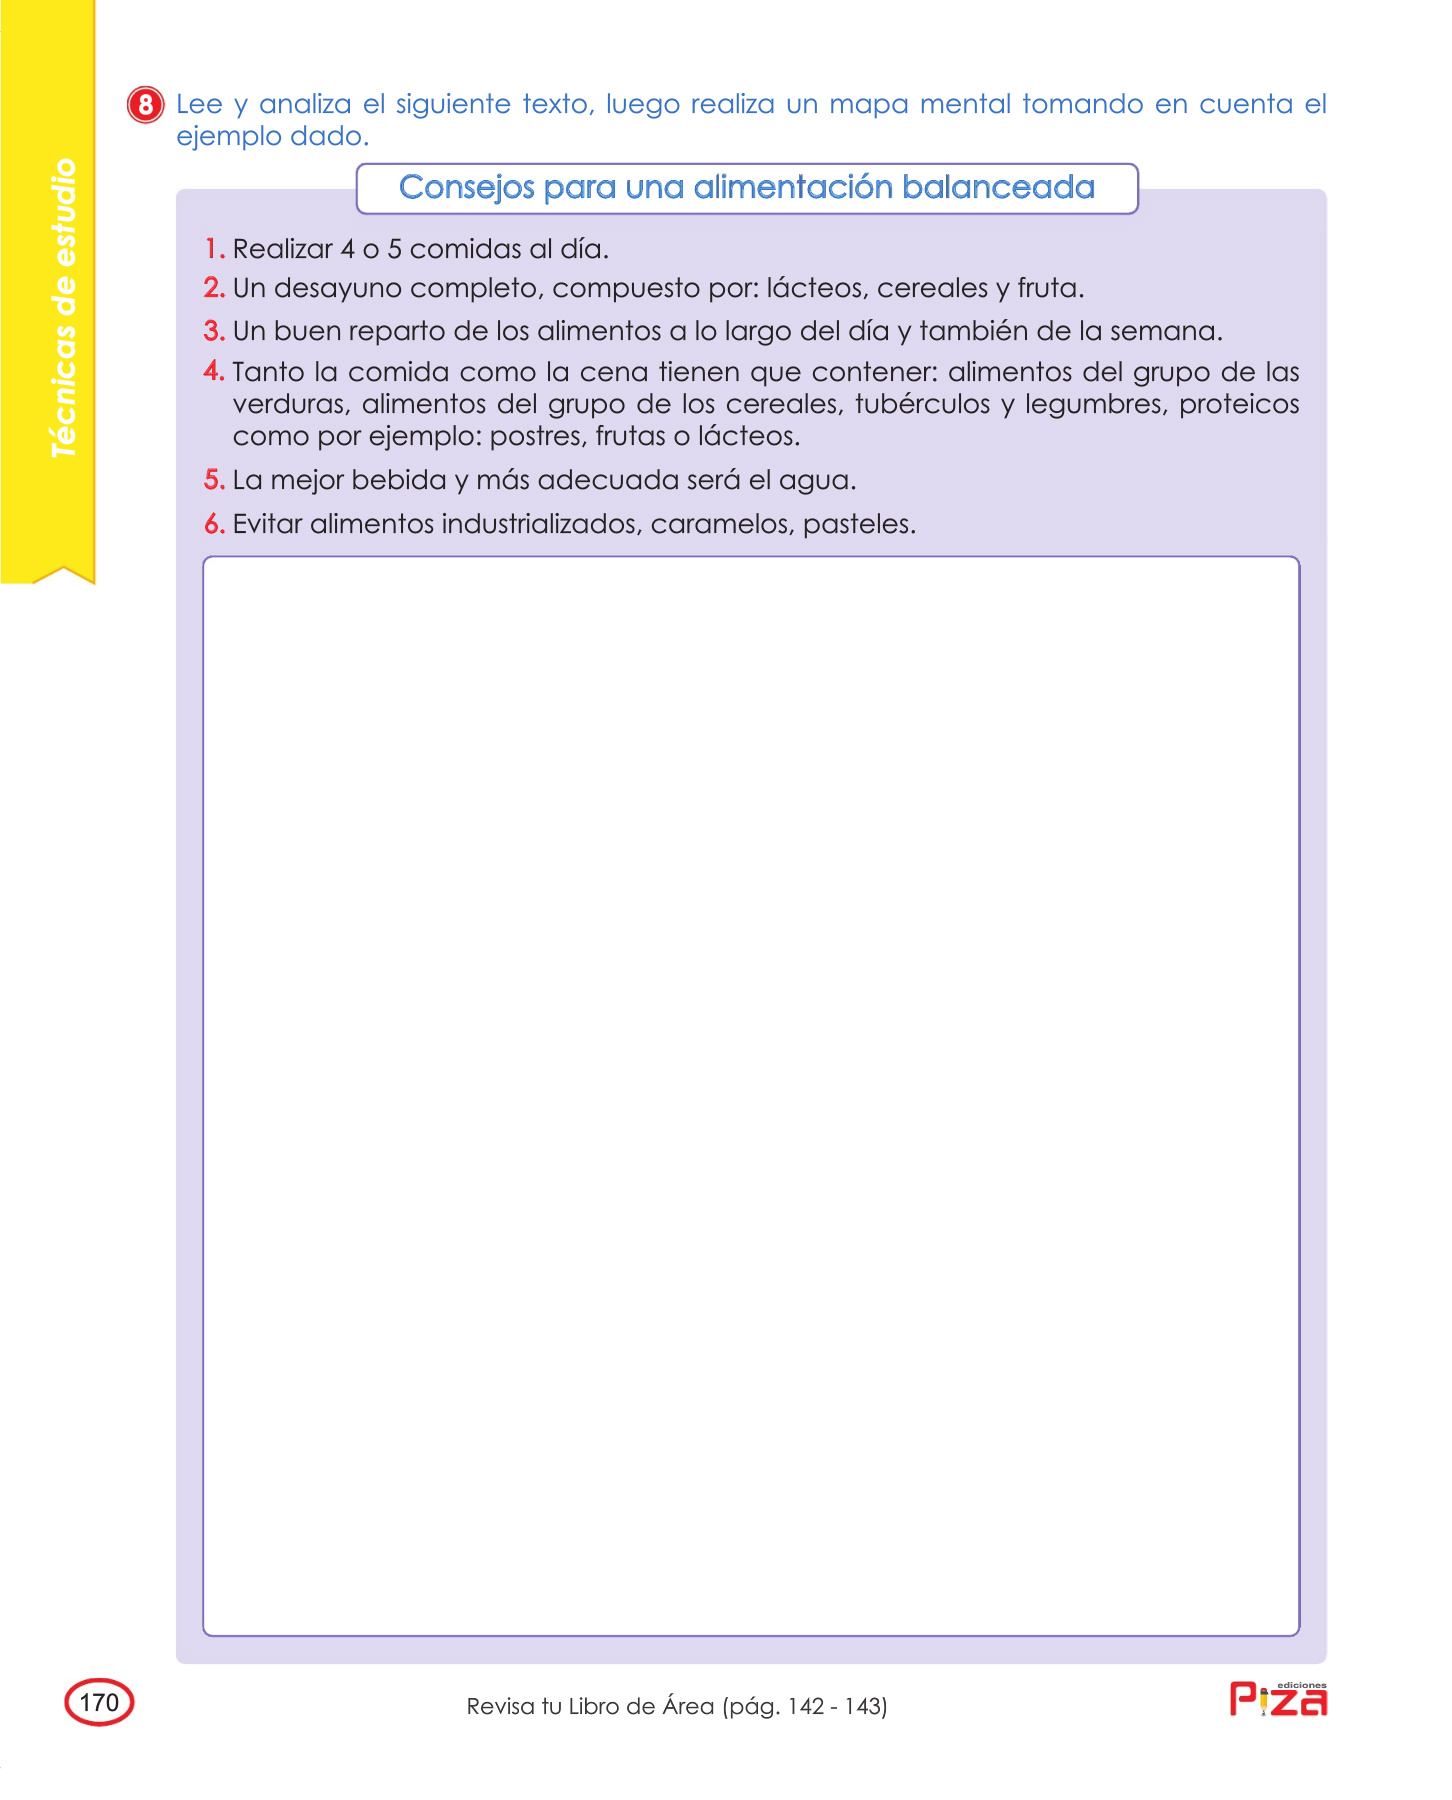 Técnicas de estudio
8 Lee y analiza el siguiente texto, luego realiza un mapa mental tomando en cuenta el
ejemplo dado.
Consejos para una alimentación balanceada
1. Realizar 4 o 5 comidas al día.
2. Un desayuno completo, compuesto por: lácteos, cereales y fruta.
3. Un buen reparto de los alimentos a lo largo del día y también de la semana.
4. Tanto la comida como la cena tienen que contener: alimentos del grupo de las
verduras, alimentos del grupo de los cereales, tubérculos y legumbres, proteicos
como por ejemplo: postres, frutas o lácteos.
5. La mejor bebida y más adecuada será el agua.
6. Evitar alimentos industrializados, caramelos, pasteles.
170
Revisa tu Libro de Área (pág. 142 - 143)
ediciones
Piza